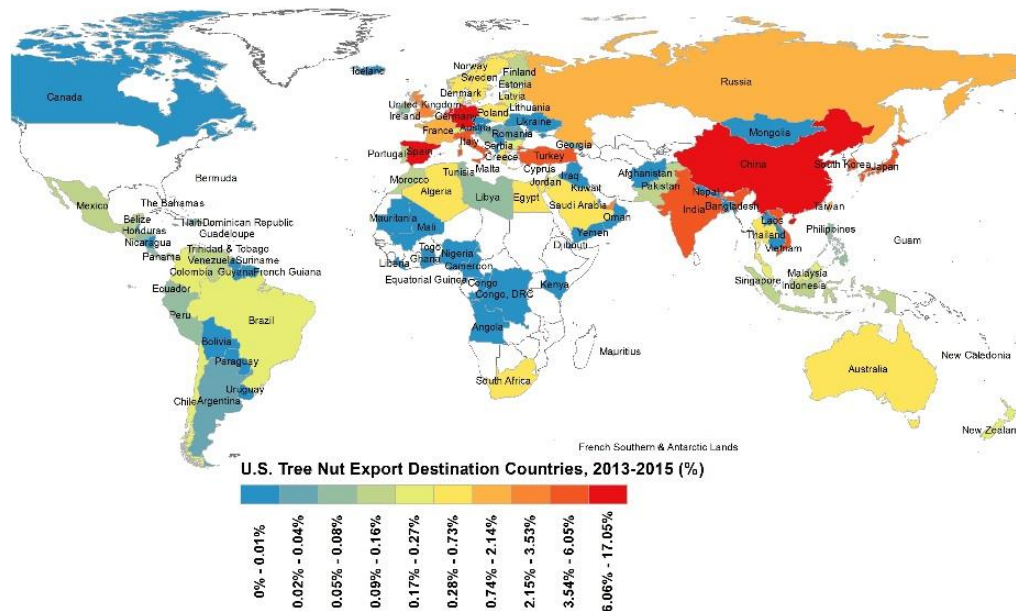 Norway
Iceland
Sweden
Finland
Estonia
Latvia
Denmark
Lithuania
Russia
Canada
United Kingdom
Ireland
Germany
Poland
Ukraine
Austria
France
Romania
Italy
Serbia
Georgia
Mongolia
Portugal
Spain
Greece
Turkey
China
South Korea
Japan
Malta
Cyprus
Tunisia
Jordan
Iraq
Afghanistan
Bermuda
Morocco
Kuwait
Pakistan
Nepal
Algeria
Libya
Egypt
Saudi Arabia
Bangladesh
Taiwan
Mexico
The Bahamas
India
Oman
Laos
Belize
Haiti
Dominican Republic
Mauritania
Mali
Yemen
Thailand
Vietnam
Philippines
Honduras
Guadeloupe
Guam
Nicaragua
Togo
Djibouti
Trinidad & Tobago
Nigeria
Ghana
Panama
Venezuela
Suriname
Liberia
Cameroon
Colombia
Guyana
French Guiana
Equatorial Guinea
Malaysia
Singapore
Indonesia
Ecuador
Congo
Congo, DRC
Kenya
Peru
Brazil
Angola
Bolivia
Mauritius
New Caledonia
Paraguay
Australia
South Africa
Uruguay
Chile
Argentina
New Zealand
French Southern & Antarctic Lands
U.S. Tree Nut Export Destination Countries, 2013-2015 (%)
0% - 0.01%
0.02% - 0.04%
0.05% - 0.08%
0.09% - 0.16%
0.17% - 0.27%
0.28% - 0.73%
0.74% - 2.14%
2.15% - 3.53%
3.54% - 6.05%
6.06% - 17.05%